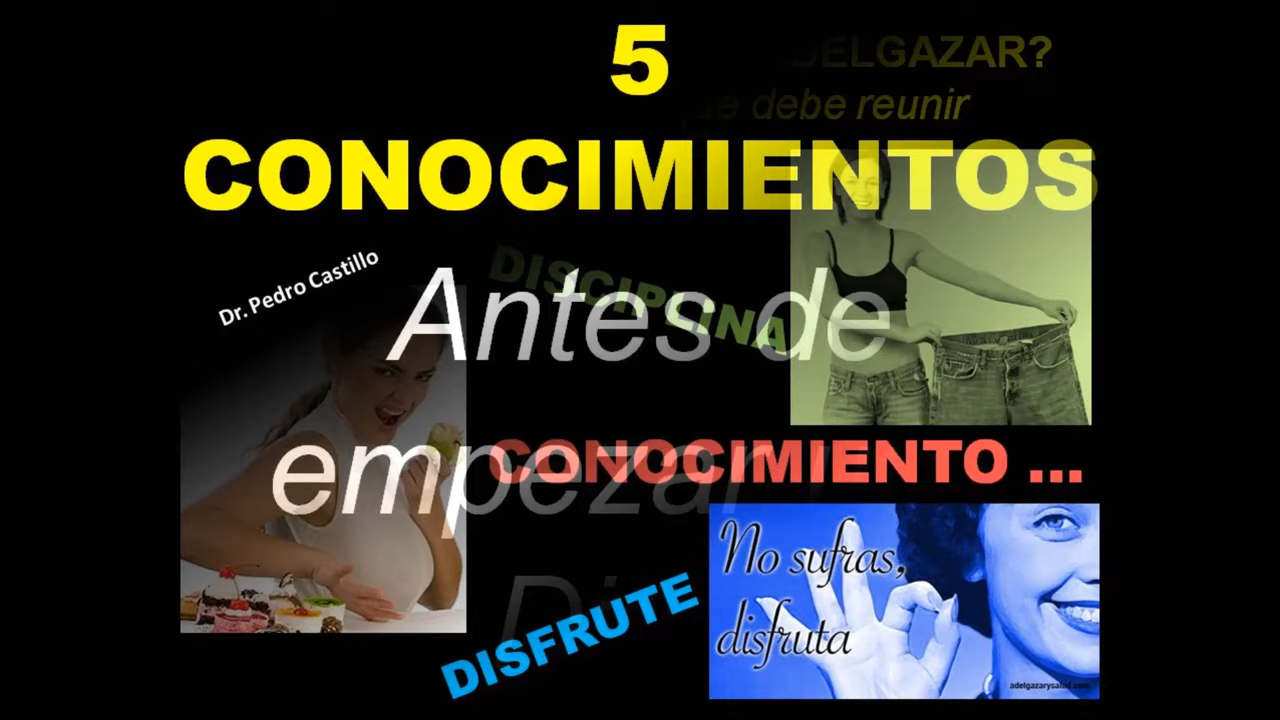 5
ADELGAZAR?
debe reunir
CONOCIMIENTOS
Dr. Pedro Castillo
DISCIPLINA
Antes de
empezar
CONOCIMIENTO ...
No sufras,
disfruta
DISFRUTE
adelgazarysalud.com